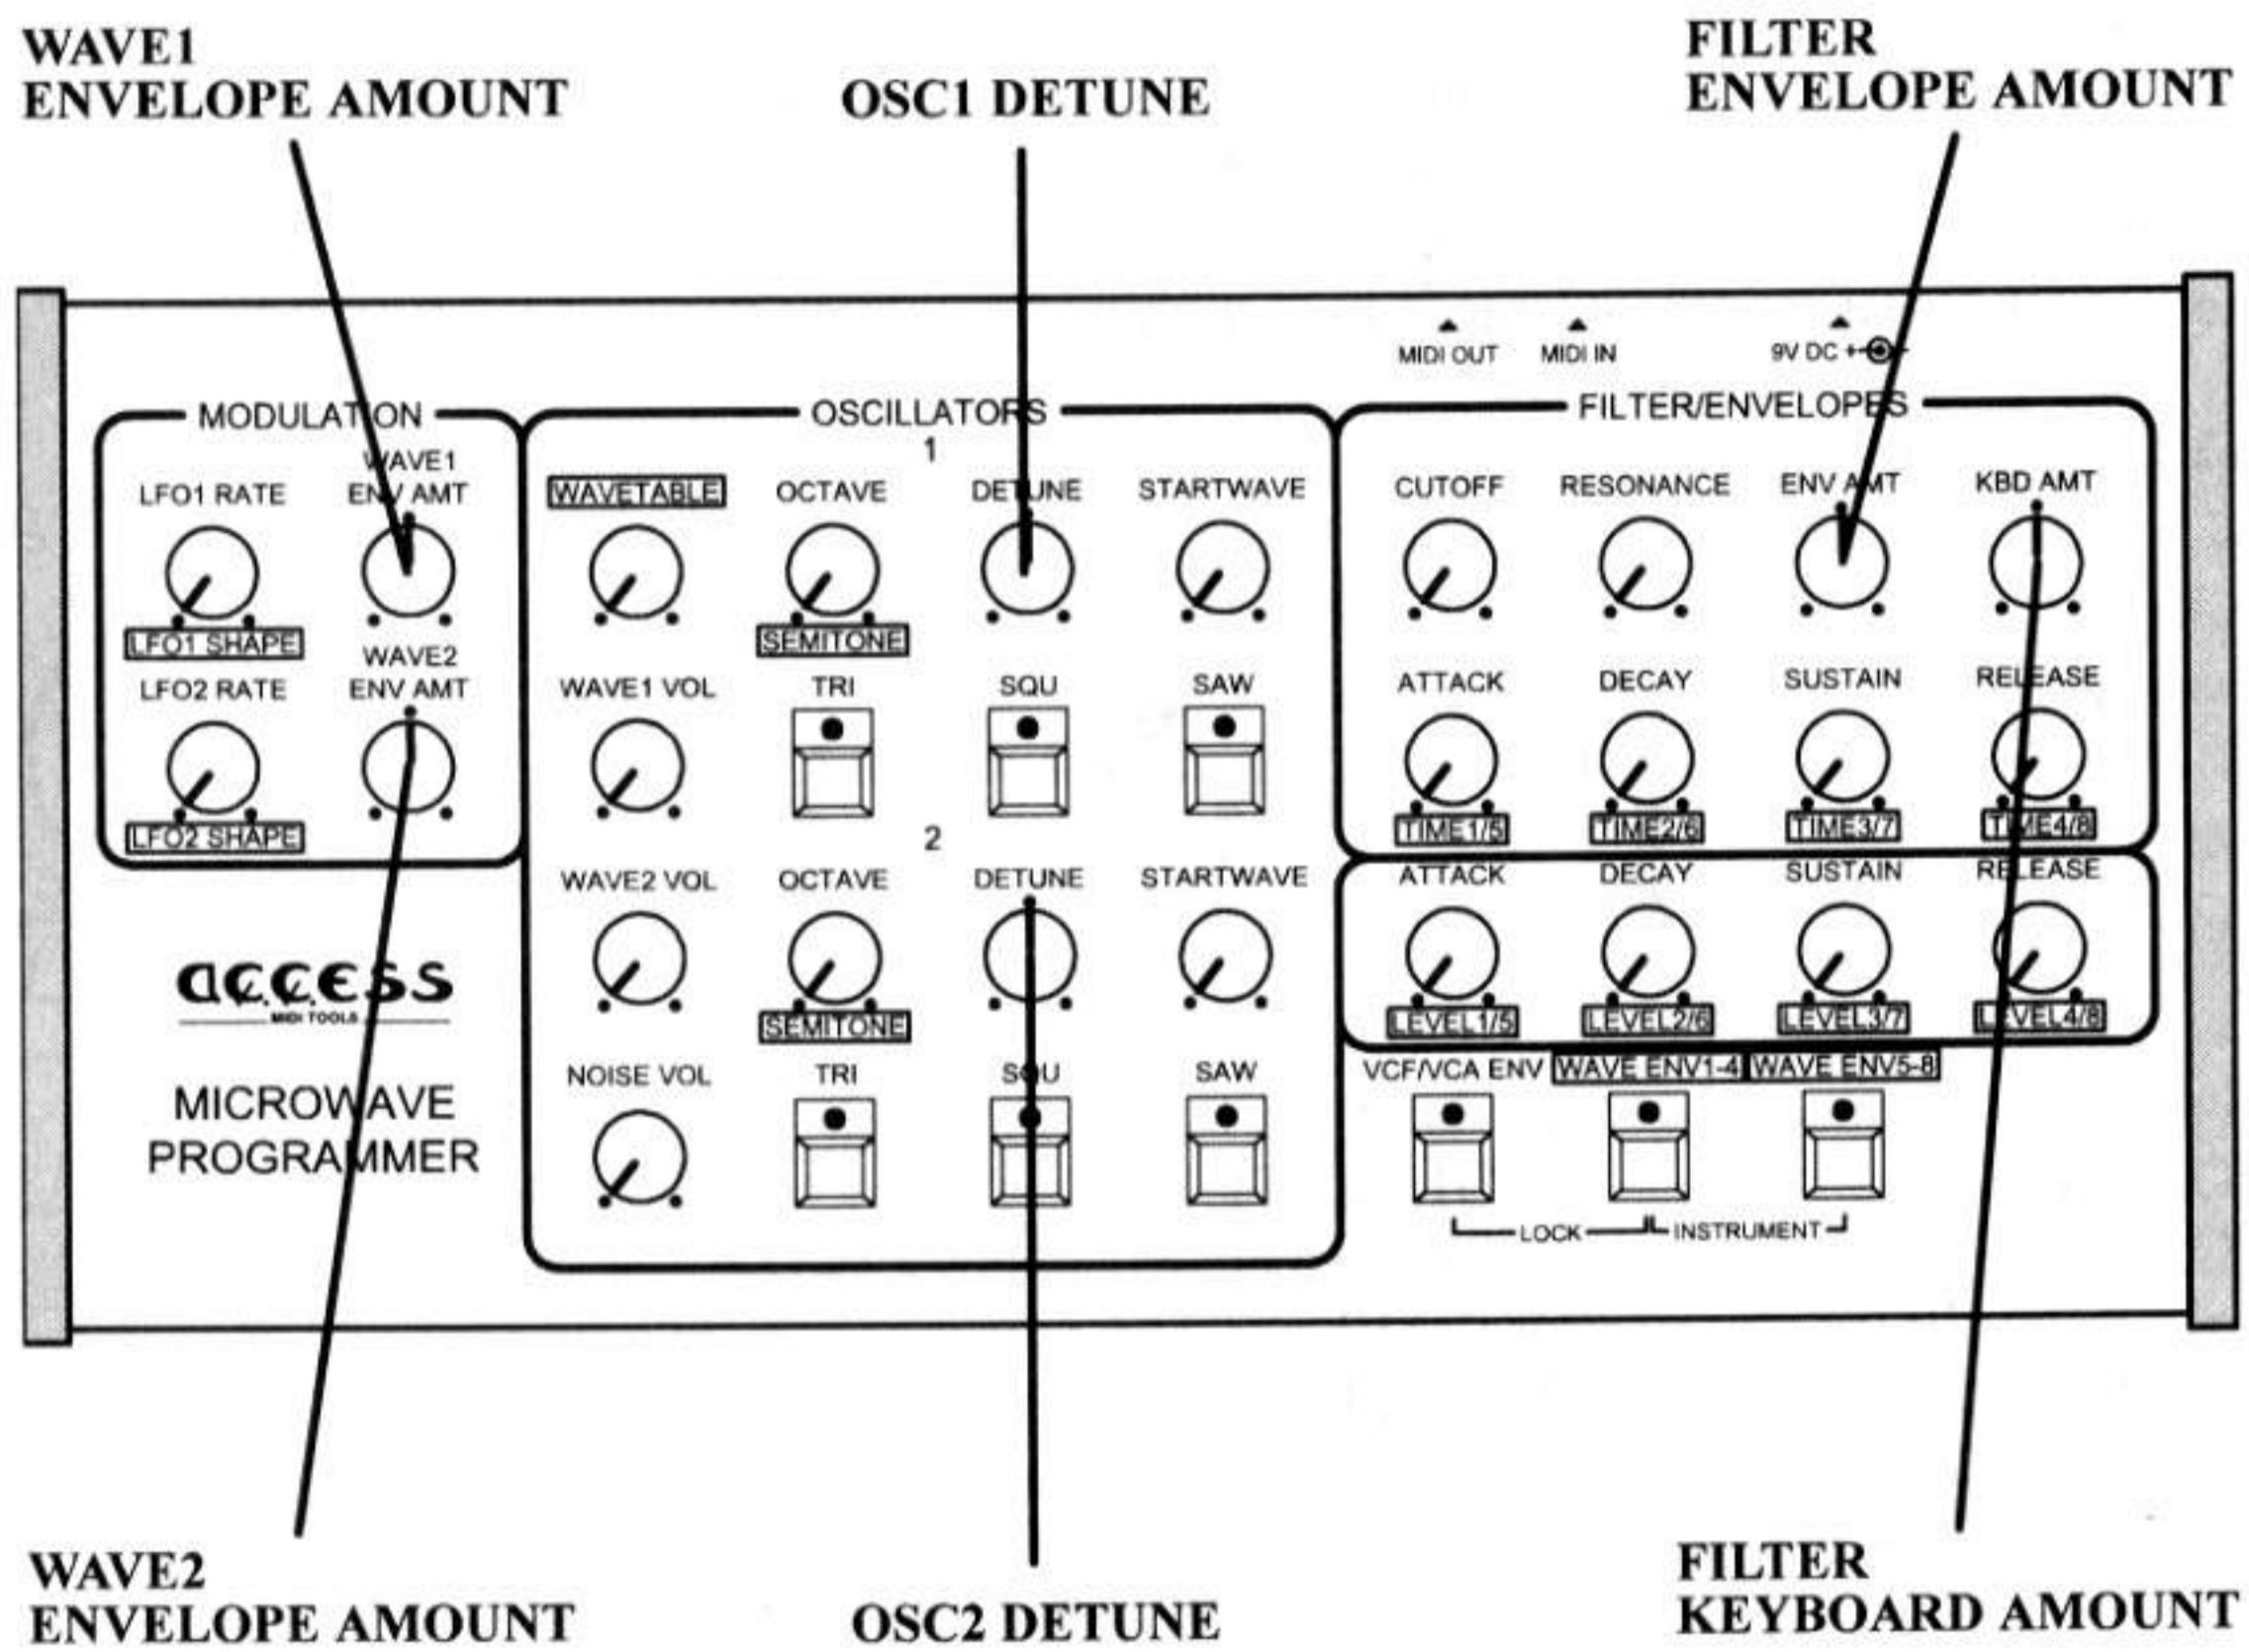 WAVE1
ENVELOPE AMOUNT
OSC1 DETUNE
FILTER
ENVELOPE AMOUNT
MIDI OUT MIDI IN 9V DC +
MODULATION
OSCILLATORS
FILTER/ENVELOPES
1
WAVE1
LFO1 RATE ENV AMT
WAVETABLE OCTAVE DETUNE STARTWAVE
CUTOFF RESONANCE ENV AMT KBD AMT
LFO1 SHAPE
SEMITONE
WAVE2
LFO2 RATE ENV AMT
WAVE1 VOL TRI SQU SAW
ATTACK DECAY SUSTAIN RELEASE
LFO2 SHAPE
TIME1/5 TIME2/6 TIME3/7 TIME4/8
2
WAVE2 VOL OCTAVE DETUNE STARTWAVE
ATTACK DECAY SUSTAIN RELEASE
access
MIDI TOOLS
SEMITONE
LEVEL1/5 LEVEL2/6 LEVEL3/7 LEVEL4/8
MICROWAVE
PROGRAMMER
NOISE VOL TRI SQU SAW
VCF/VCA ENV WAVE ENV1-4 WAVE ENV5-8
LOCK INSTRUMENT
WAVE2
ENVELOPE AMOUNT
OSC2 DETUNE
FILTER
KEYBOARD AMOUNT